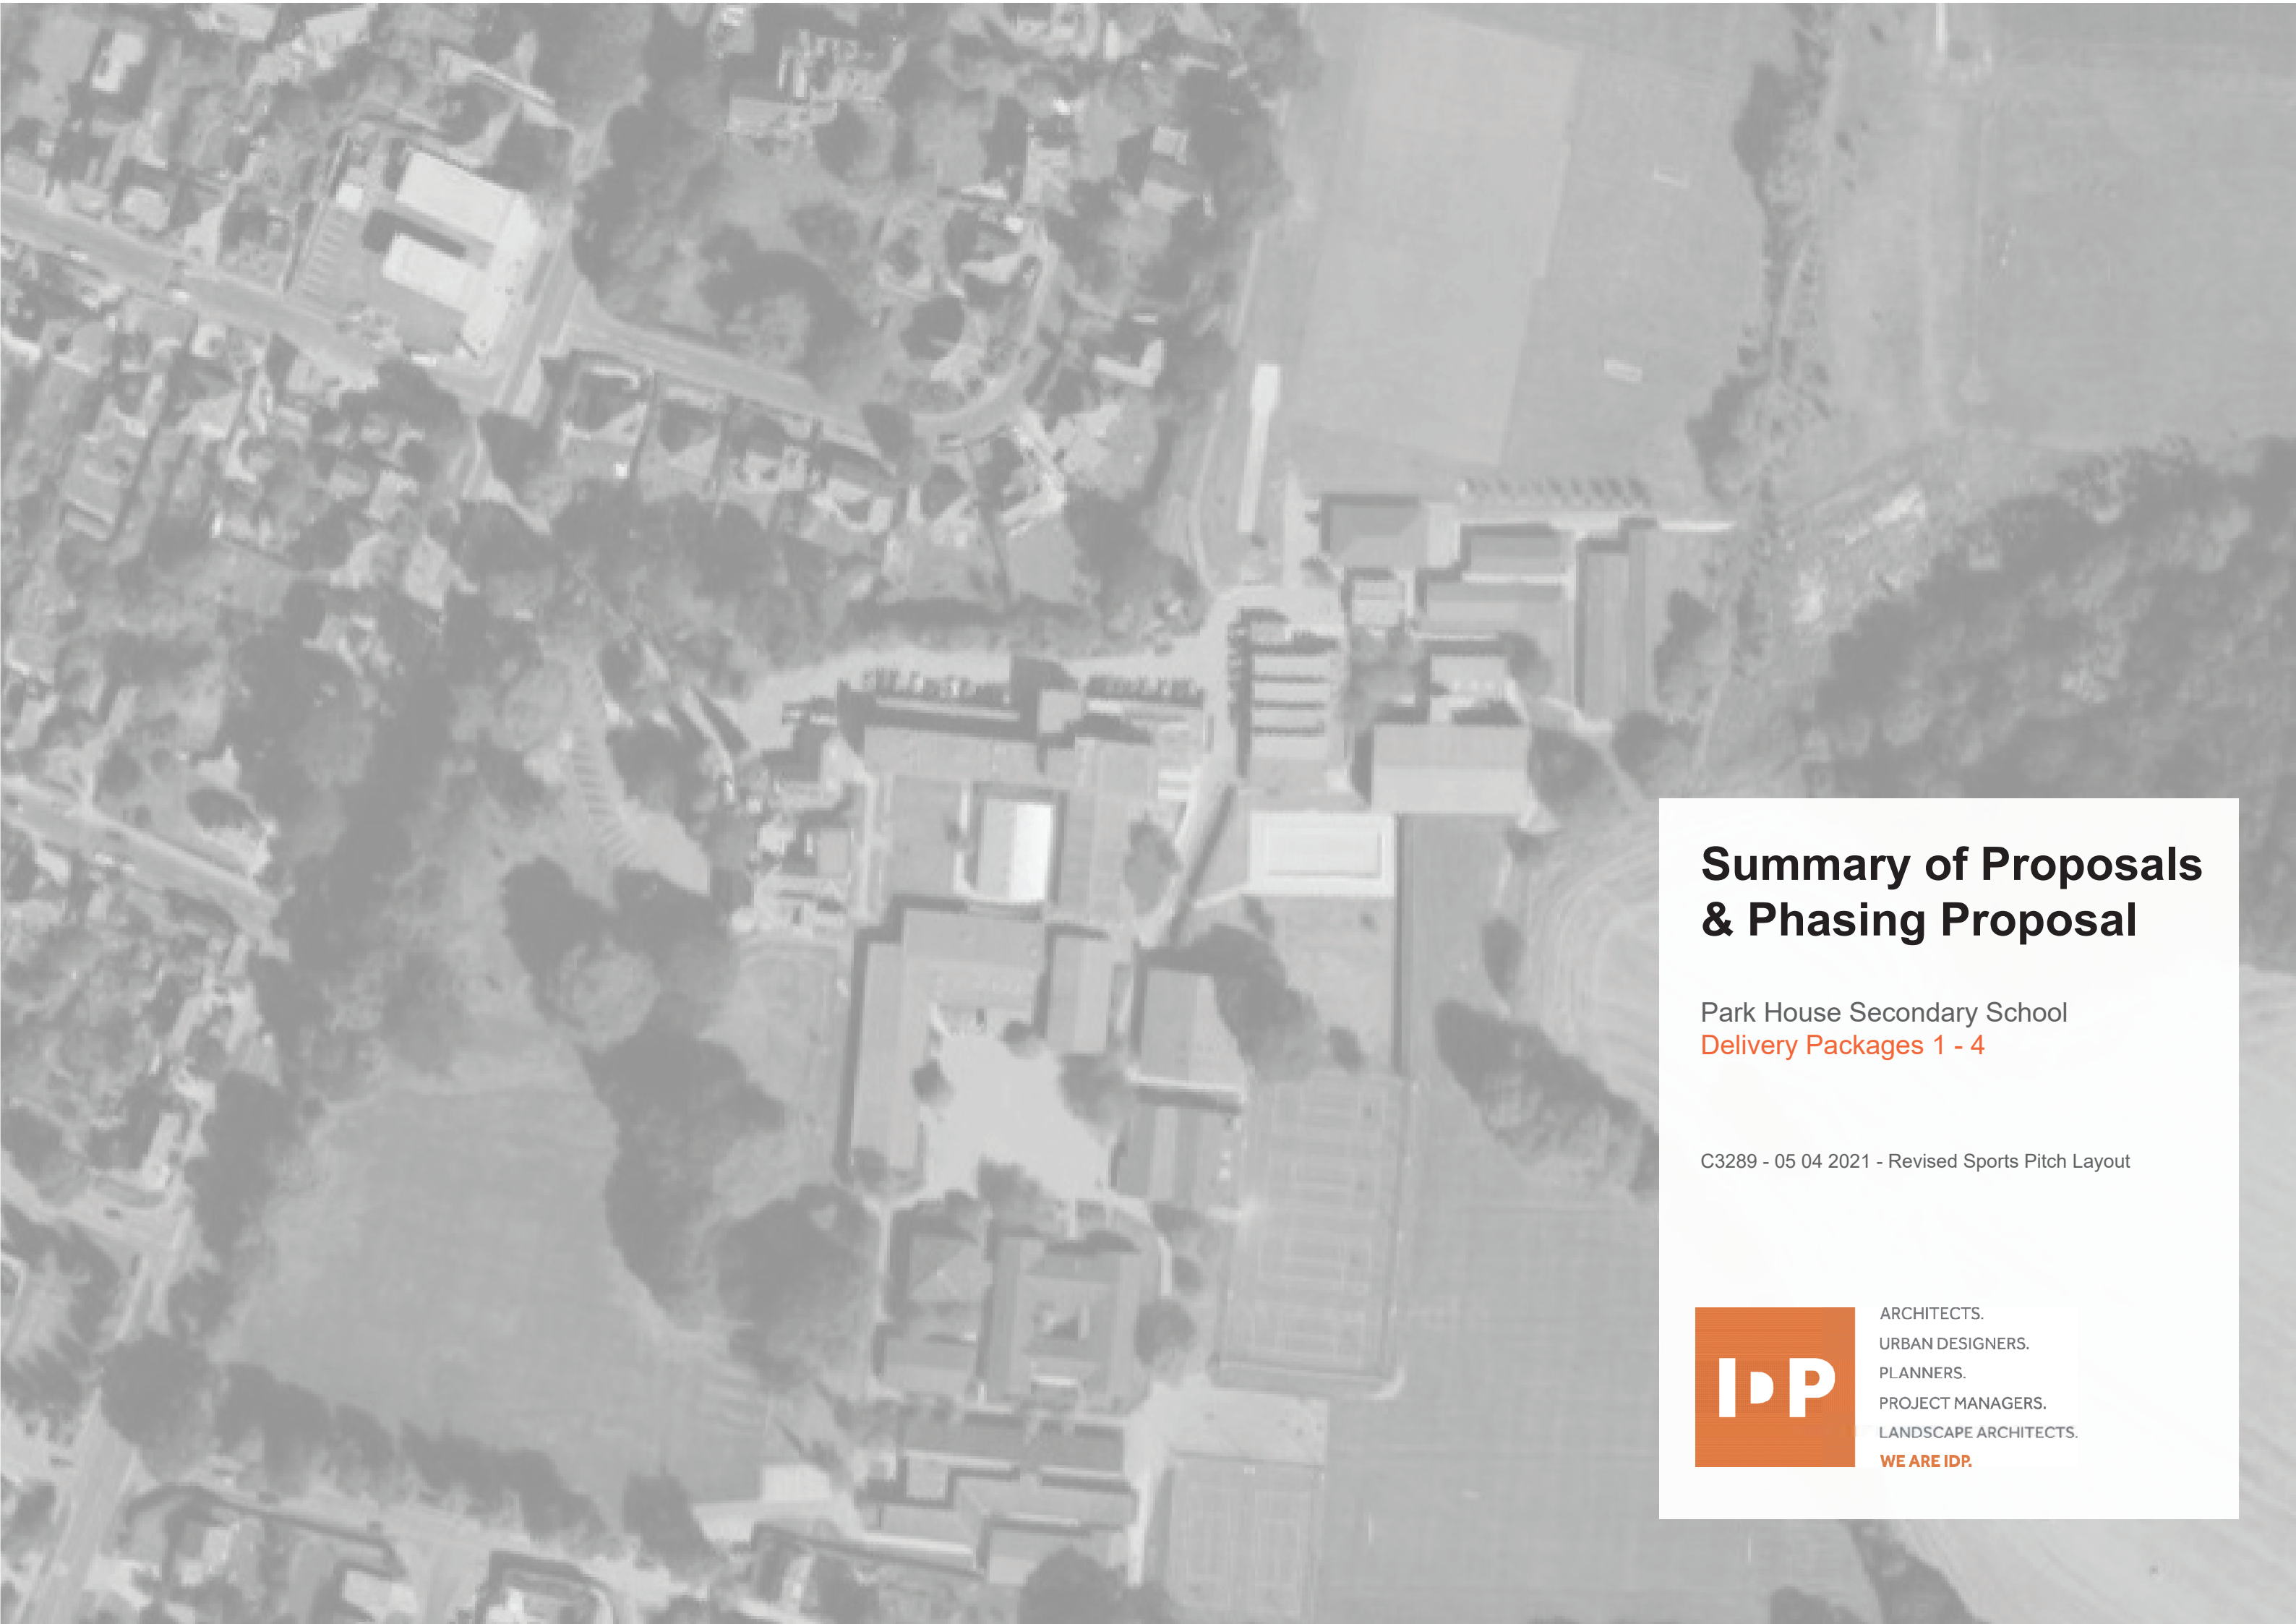 Summary of Proposals
& Phasing Proposal
Park House Secondary School
Delivery Packages 1 - 4
C3289 - 05 04 2021 - Revised Sports Pitch Layout
IDP
ARCHITECTS.
URBAN DESIGNERS.
PLANNERS.
PROJECT MANAGERS.
LANDSCAPE ARCHITECTS.
WE ARE IDP.